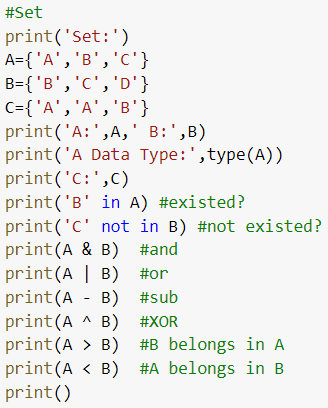 #Set
print('Set:')
A={'A','B','C'}
B={'B','C','D'}
C={'A','A','B'}
print('A:',A,' B:',B)
print('A Data Type:',type(A))
print('C:',C)
print('B' in A) #existed?
print('C' not in B) #not existed?
print(A & B)  #and
print(A | B)  #or
print(A - B)  #sub
print(A ^ B)  #XOR
print(A > B)  #B belongs in A
print(A < B)  #A belongs in B
print()